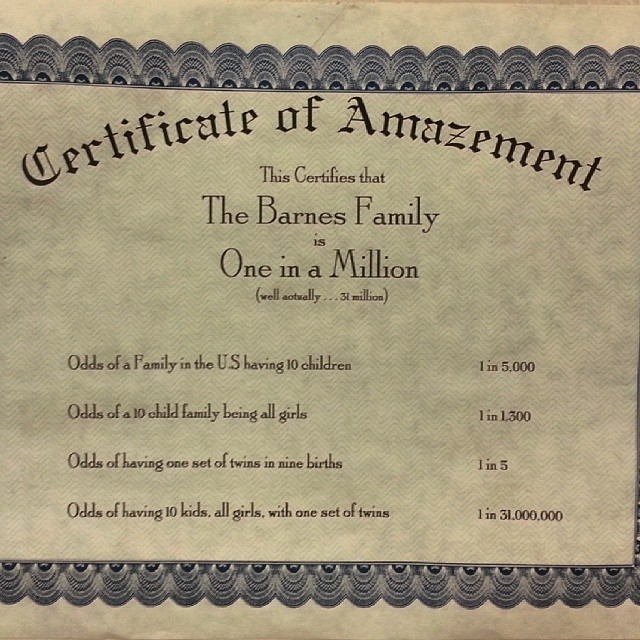 Certificate of Amazement
This Certifies that
The Barnes Family
is
One in a Million
(well actually . . . 31 million)
Odds of a Family in the U.S having 10 children 1 in 5,000
Odds of a 10 child family being all girls 1 in 1,300
Odds of having one set of twins in nine births 1 in 5
Odds of having 10 kids, all girls, with one set of twins 1 in 31,000,000